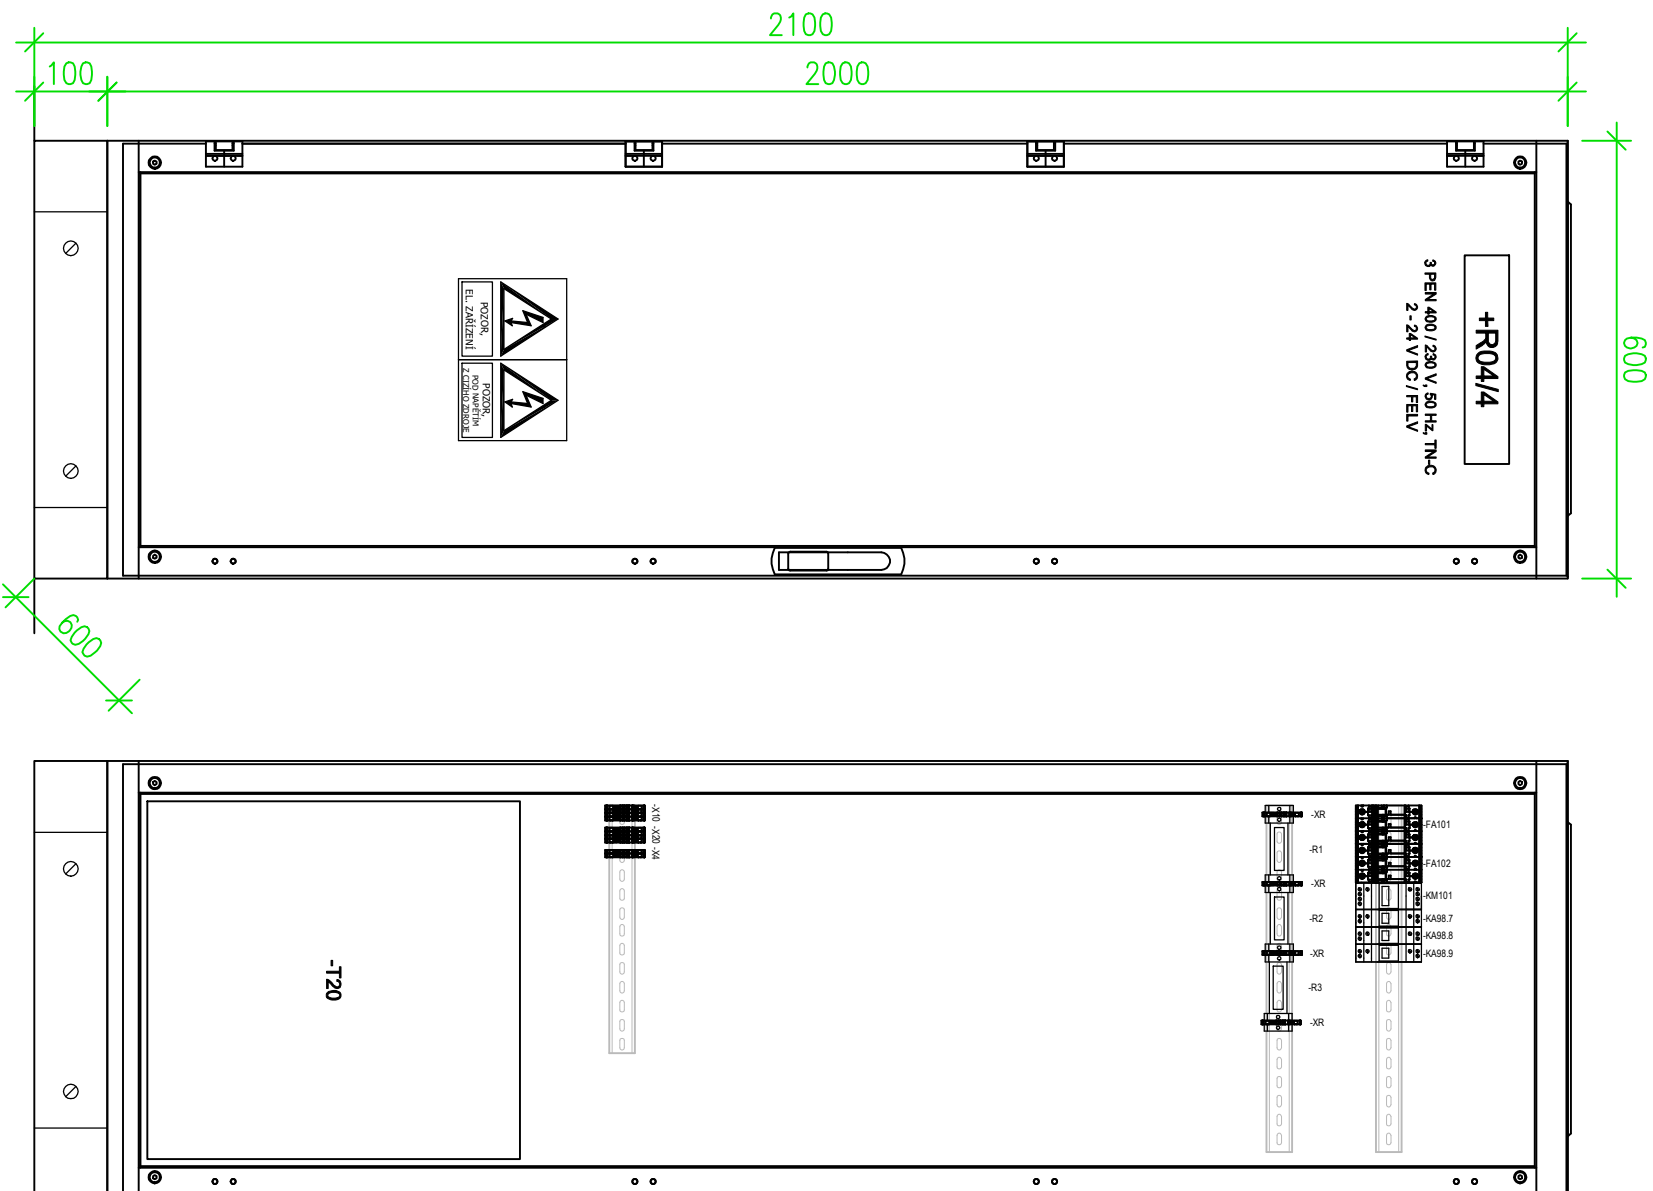 2100
100
2000
600
+R04/4
3 PEN 400 / 230 V, 50 Hz, TN-C
2 - 24 V DC / FELV
POZOR,
EL. ZAŘÍZENÍ
POZOR,
POD NAPĚTÍM
Z CIZÍHO ZDROJE
600
-X10 -X20 -X4
-XR
-R1
-XR
-R2
-XR
-R3
-XR
-FA101
-FA102
-KM101
-KA98.7
-KA98.8
-KA98.9
-T20